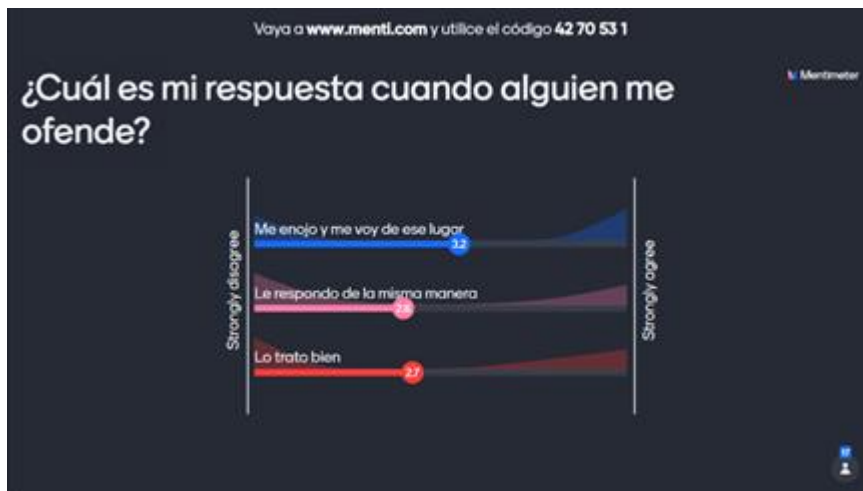 Vaya a www.menti.com y utilice el código 42 70 53 1
Mentimeter
¿Cuál es mi respuesta cuando alguien me
ofende?
Strongly disagree
Me enojo y me voy de ese lugar
3.2
Le respondo de la misma manera
Lo trato bien
2.7
Strongly agree
17